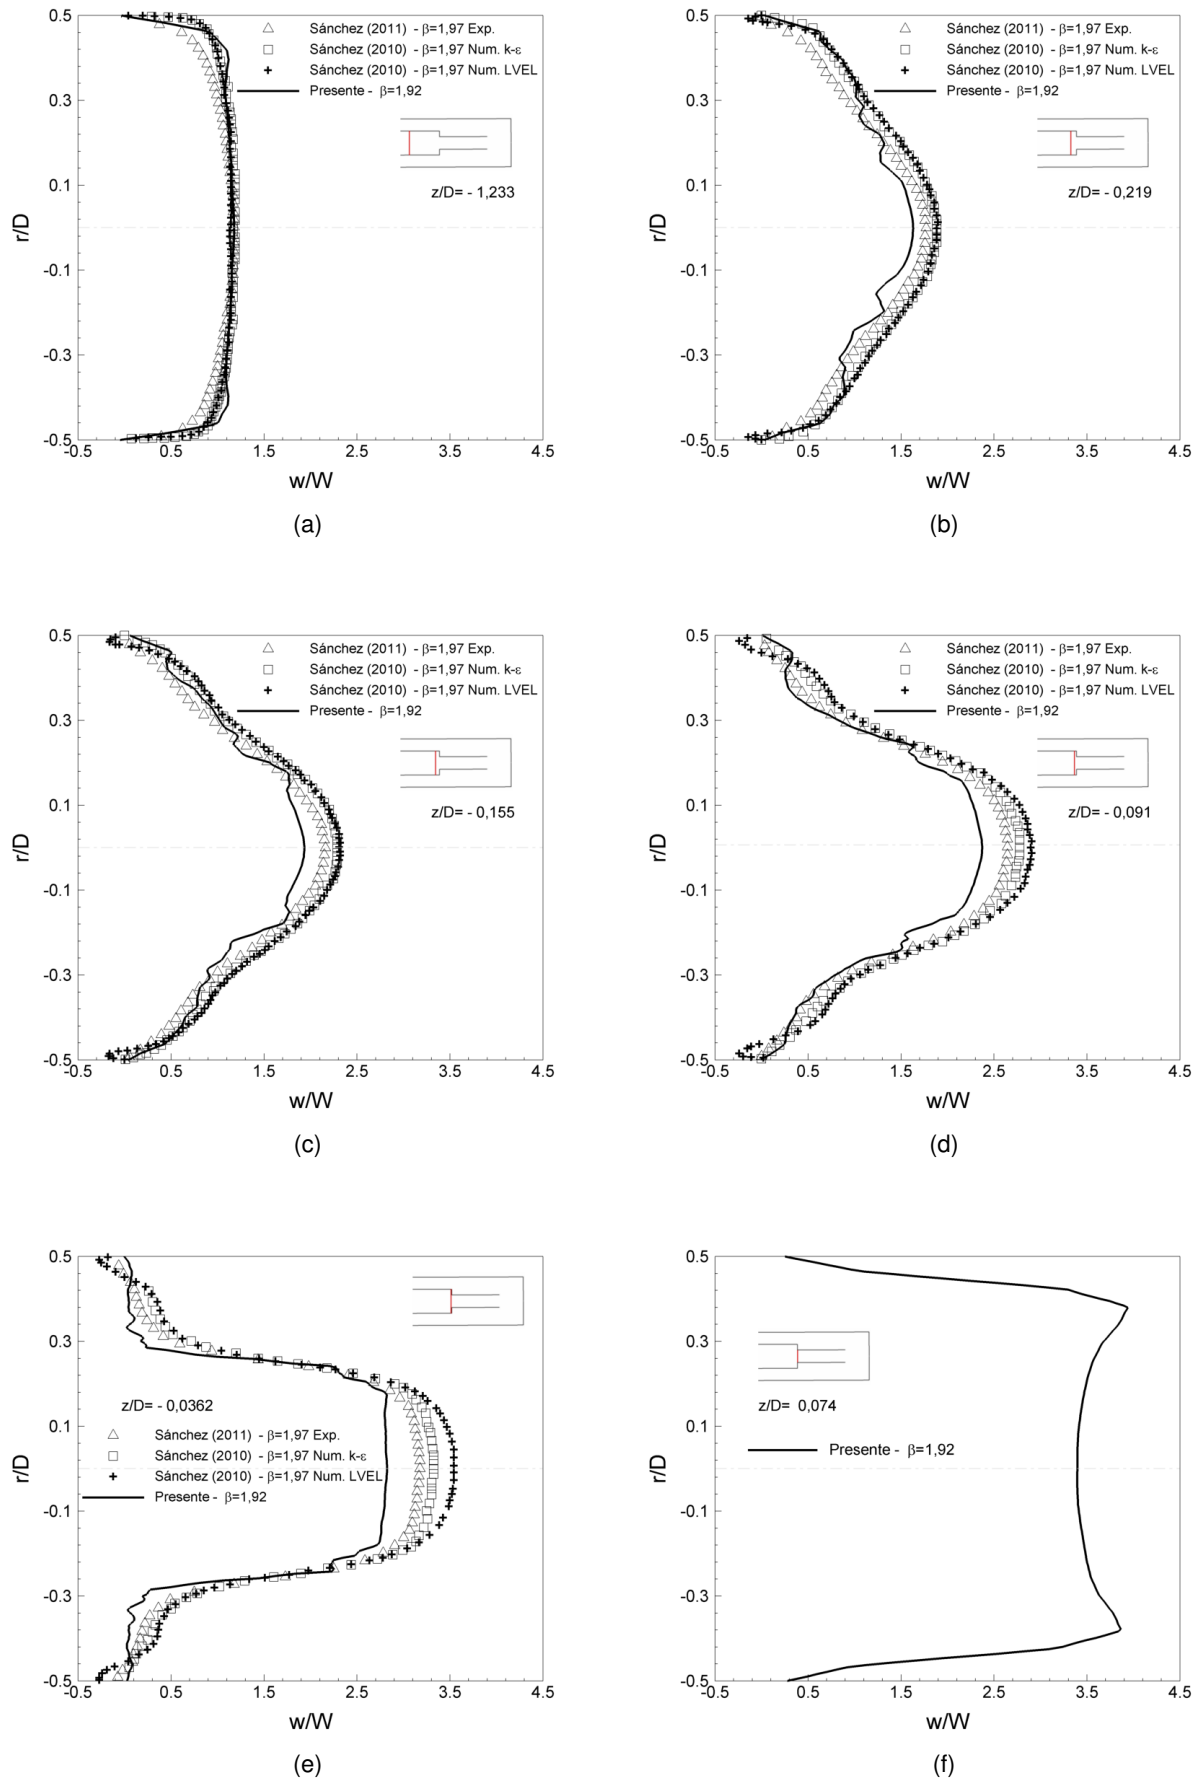 0.5
0.3
0.1
-0.1
-0.3
-0.5
r/D
Sánchez (2011) - β=1,97 Exp.
Sánchez (2010) - β=1,97 Num. k-ε
Sánchez (2010) - β=1,97 Num. LVEL
Presente - β=1,92
z/D= - 1,233
-0.5 0.5 1.5 2.5 3.5 4.5
w/W
(a)
0.5
0.3
0.1
-0.1
-0.3
-0.5
r/D
Sánchez (2011) - β=1,97 Exp.
Sánchez (2010) - β=1,97 Num. k-ε
Sánchez (2010) - β=1,97 Num. LVEL
Presente - β=1,92
z/D= - 0,219
-0.5 0.5 1.5 2.5 3.5 4.5
w/W
(b)
0.5
0.3
0.1
-0.1
-0.3
-0.5
r/D
Sánchez (2011) - β=1,97 Exp.
Sánchez (2010) - β=1,97 Num. k-ε
Sánchez (2010) - β=1,97 Num. LVEL
Presente - β=1,92
z/D= - 0,155
-0.5 0.5 1.5 2.5 3.5 4.5
w/W
(c)
0.5
0.3
0.1
-0.1
-0.3
-0.5
r/D
Sánchez (2011) - β=1,97 Exp.
Sánchez (2010) - β=1,97 Num. k-ε
Sánchez (2010) - β=1,97 Num. LVEL
Presente - β=1,92
z/D= - 0,091
-0.5 0.5 1.5 2.5 3.5 4.5
w/W
(d)
0.5
0.3
0.1
-0.1
-0.3
-0.5
r/D
z/D= - 0,0362
Sánchez (2011) - β=1,97 Exp.
Sánchez (2010) - β=1,97 Num. k-ε
Sánchez (2010) - β=1,97 Num. LVEL
Presente - β=1,92
-0.5 0.5 1.5 2.5 3.5 4.5
w/W
(e)
0.5
0.3
0.1
-0.1
-0.3
-0.5
r/D
z/D= 0,074
Presente - β=1,92
-0.5 0.5 1.5 2.5 3.5 4.5
w/W
(f)